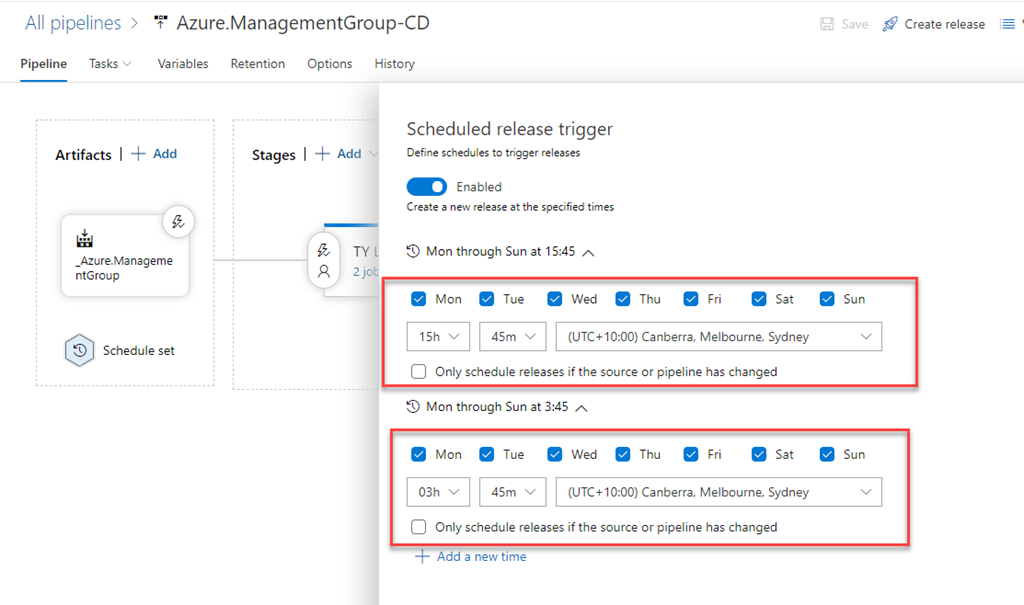 All pipelines > Azure.ManagementGroup-CD
Save Create release
Pipeline Tasks Variables Retention Options History
Artifacts | + Add
Stages | + Add
_Azure.Manageme
ntGroup
Schedule set
TY
2 job
Scheduled release trigger
Define schedules to trigger releases
Enabled
Create a new release at the specified times
Mon through Sun at 15:45
Mon Tue Wed Thu Fri Sat Sun
15h 45m (UTC+10:00) Canberra, Melbourne, Sydney
Only schedule releases if the source or pipeline has changed
Mon through Sun at 3:45
Mon Tue Wed Thu Fri Sat Sun
03h 45m (UTC+10:00) Canberra, Melbourne, Sydney
Only schedule releases if the source or pipeline has changed
+ Add a new time